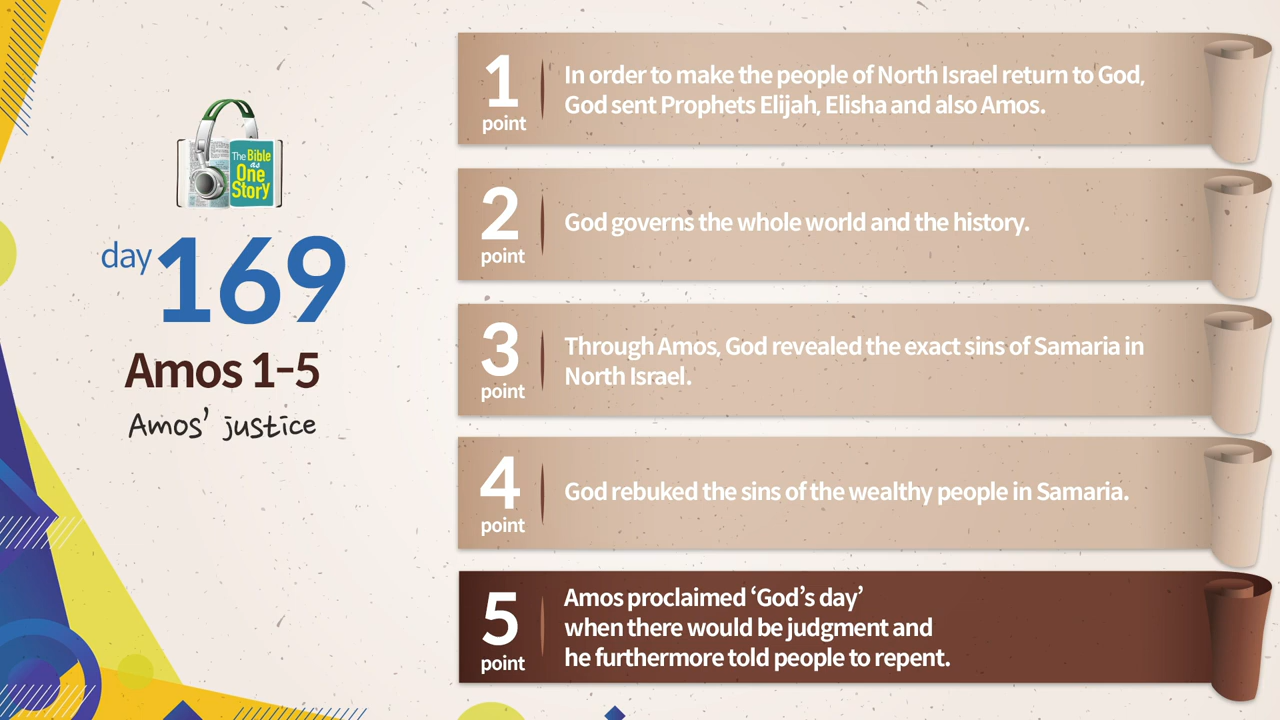 The Bible
as
One
Story
day 169
Amos 1-5
Amos' justice
1
point
In order to make the people of North Israel return to God,
God sent Prophets Elijah, Elisha and also Amos.
2
point
God governs the whole world and the history.
3
point
Through Amos, God revealed the exact sins of Samaria in
North Israel.
4
point
God rebuked the sins of the wealthy people in Samaria.
5
point
Amos proclaimed ‘God’s day’
when there would be judgment and
he furthermore told people to repent.